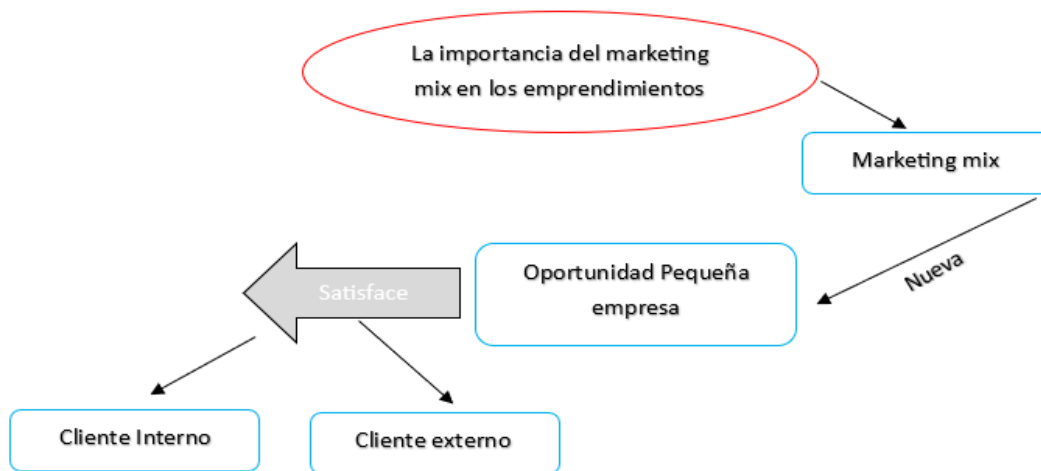 La importancia del marketing
mix en los emprendimientos
Marketing mix
Nueva
Oportunidad Pequeña
empresa
Satisface
Cliente Interno
Cliente externo